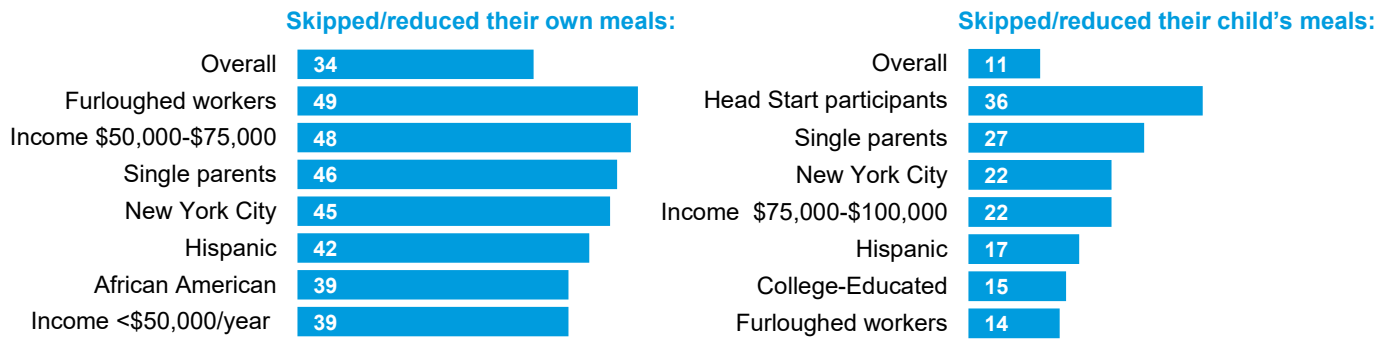 Skipped/reduced their own meals:
Overall 34
Furloughed workers 49
Income $50,000-$75,000 48
Single parents 46
New York City 45
Hispanic 42
African American 39
Income <$50,000/year 39
Skipped/reduced their child’s meals:
Overall 11
Head Start participants 36
Single parents 27
New York City 22
Income $75,000-$100,000 22
Hispanic 17
College-Educated 15
Furloughed workers 14